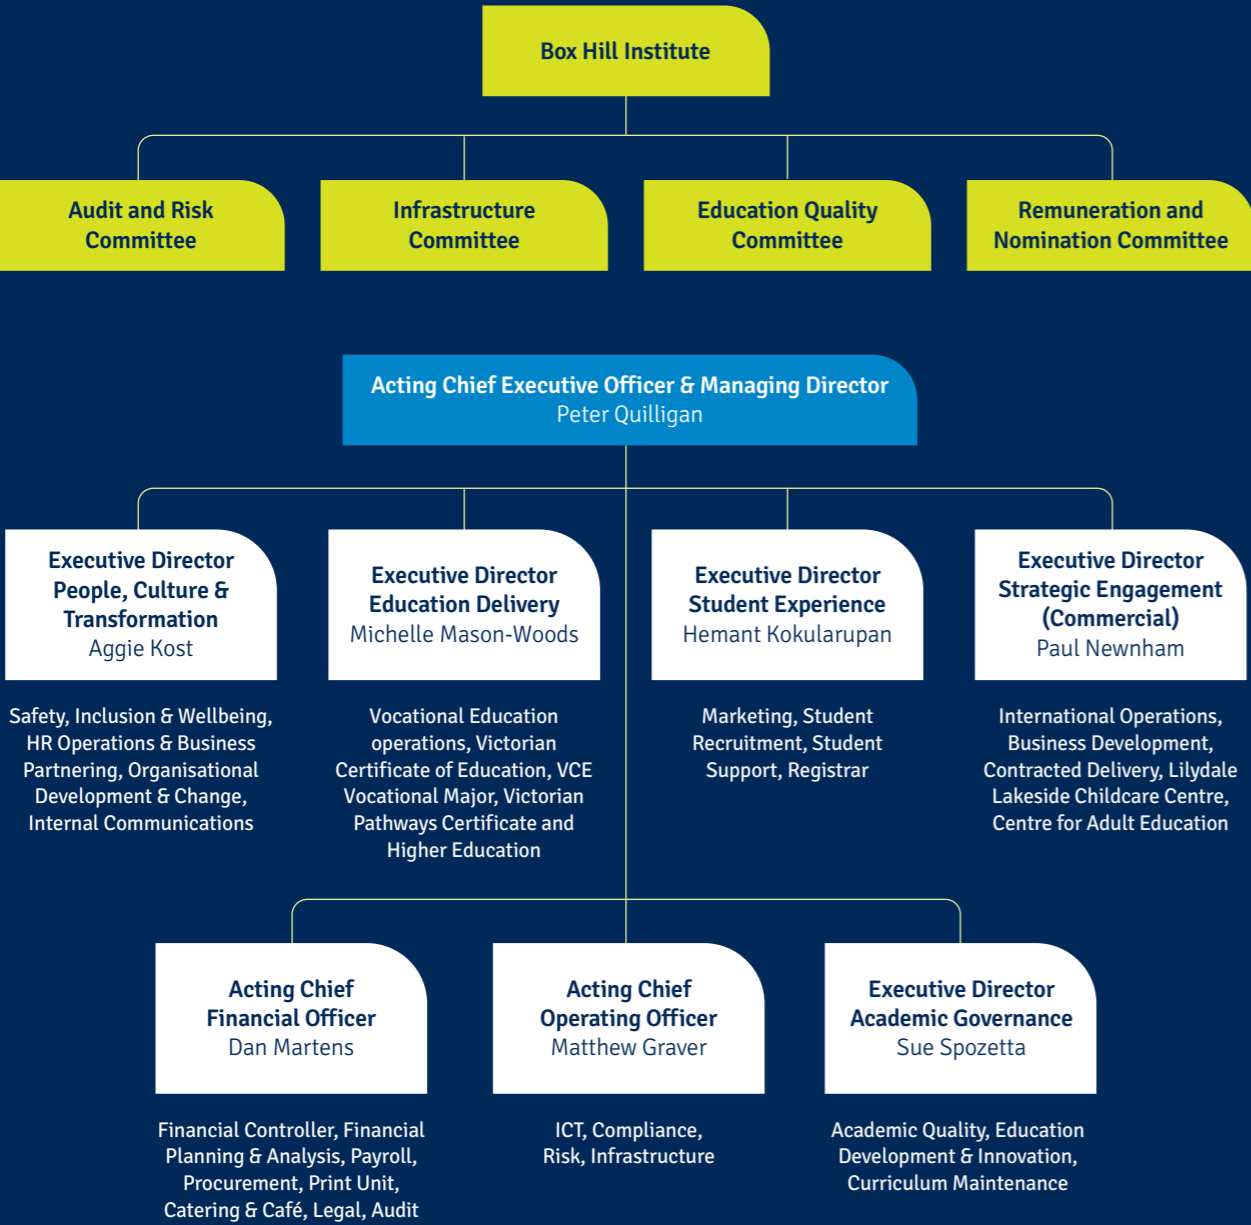 Box Hill Institute
Audit and Risk
Committee
Infrastructure
Committee
Education Quality
Committee
Remuneration and
Nomination Committee
Acting Chief Executive Officer & Managing Director
Peter Quilligan
Executive Director
People, Culture &
Transformation
Aggie Kost
Safety, Inclusion & Wellbeing,
HR Operations & Business
Partnering, Organisational
Development & Change,
Internal Communications
Executive Director
Education Delivery
Michelle Mason-Woods
Vocational Education
operations, Victorian
Certificate of Education, VCE
Vocational Major, Victorian
Pathways Certificate and
Higher Education
Executive Director
Student Experience
Hemant Kokularupan
Marketing, Student
Recruitment, Student
Support, Registrar
Executive Director
Strategic Engagement
(Commercial)
Paul Newnham
International Operations,
Business Development,
Contracted Delivery, Lilydale
Lakeside Childcare Centre,
Centre for Adult Education
Acting Chief
Financial Officer
Dan Martens
Financial Controller, Financial
Planning & Analysis, Payroll,
Procurement, Print Unit,
Catering & Café, Legal, Audit
Acting Chief
Operating Officer
Matthew Graver
ICT, Compliance,
Risk, Infrastructure
Executive Director
Academic Governance
Sue Spozetta
Academic Quality, Education
Development & Innovation,
Curriculum Maintenance